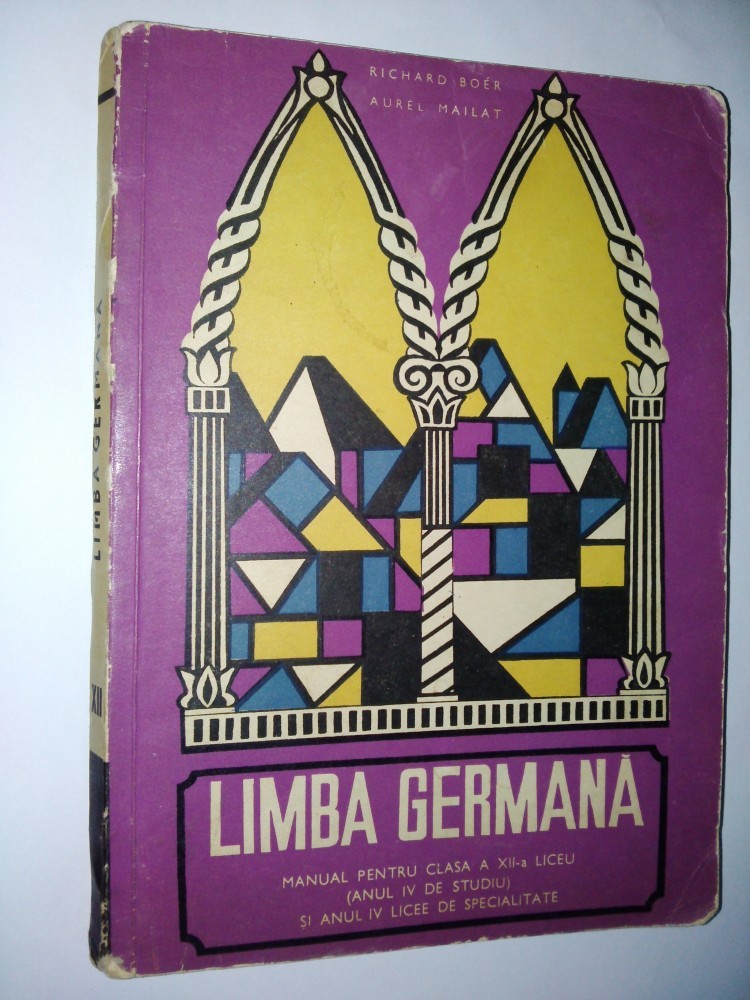 RICHARD BOÉR
AUREL MAILAT
LIMBA GERMANĂ
MANUAL PENTRU CLASA A XII-a LICEU
(ANUL IV DE STUDIU)
ȘI ANUL IV LICEE DE SPECIALITATE
LIMBA GERMANĂ
XII